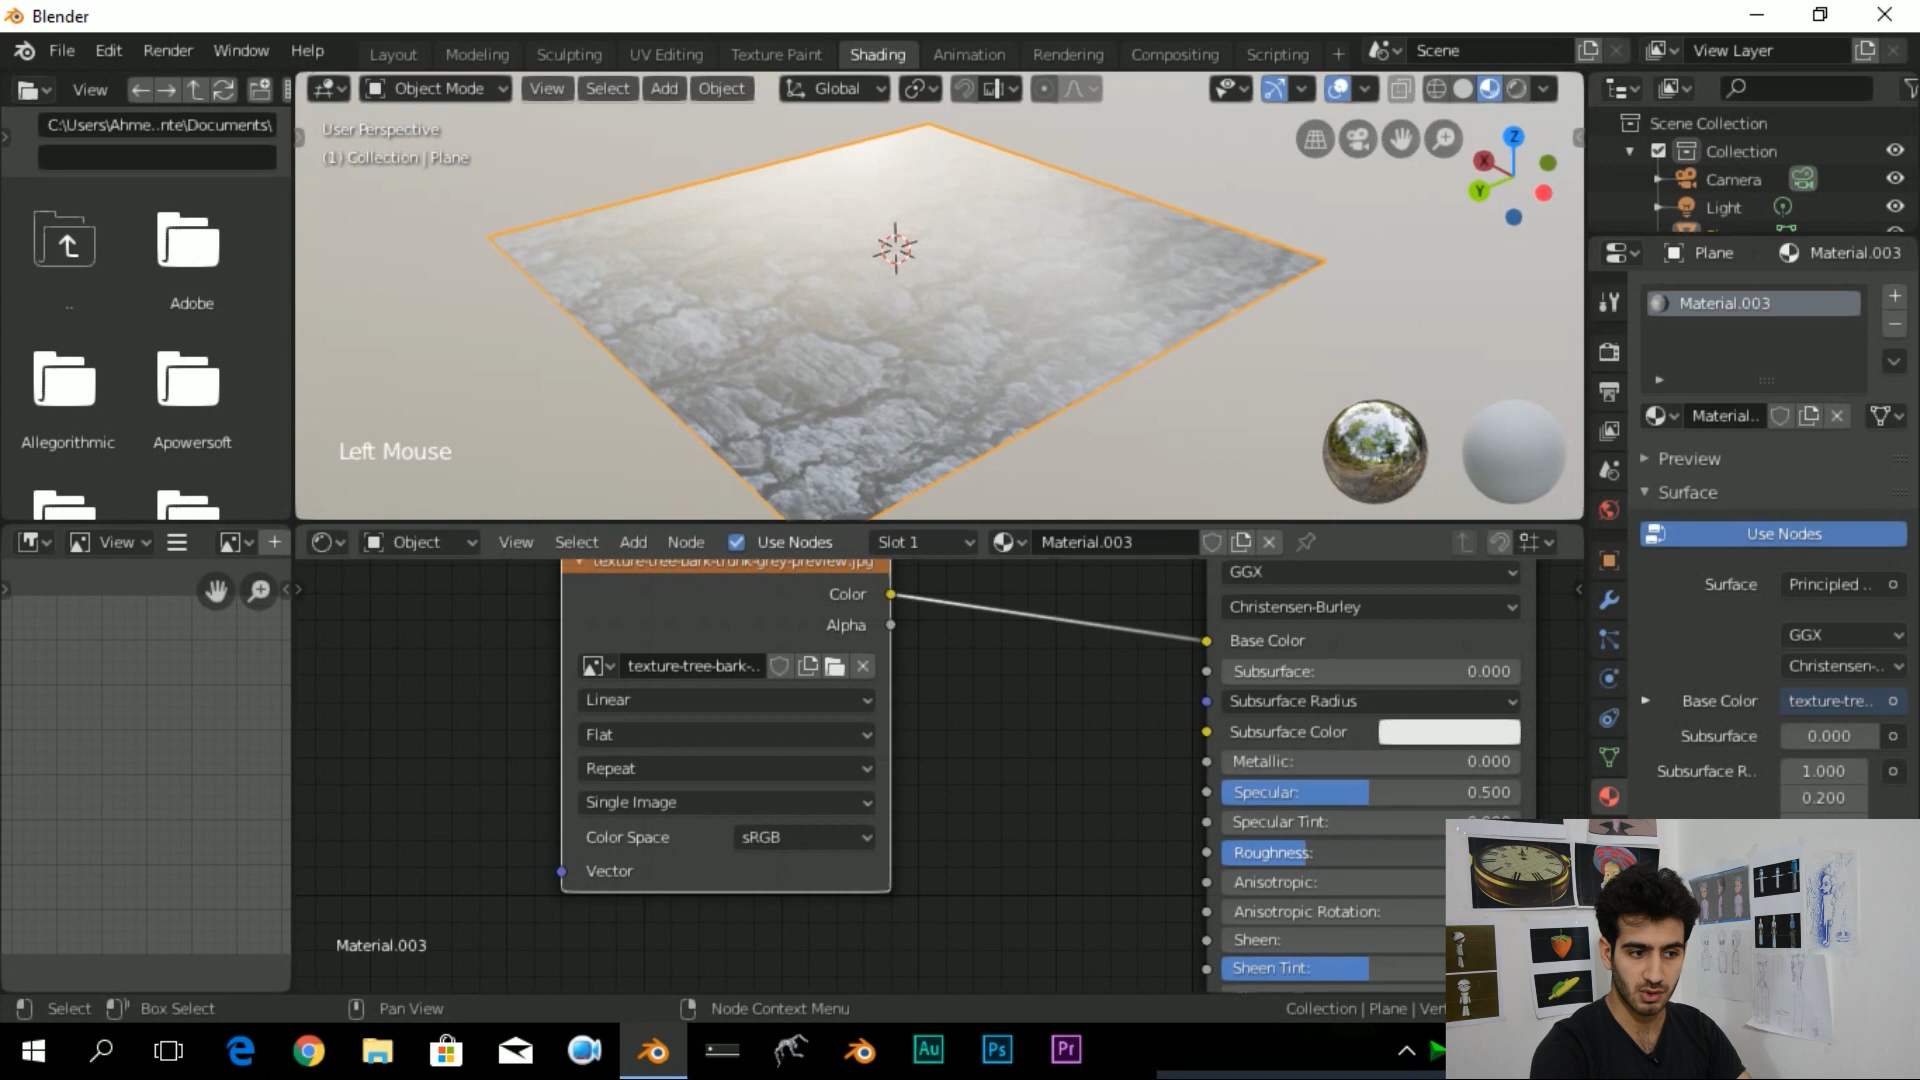 Blender
File Edit Render Window Help
Layout Modeling Sculpting UV Editing Texture Paint Shading Animation Rendering Compositing Scripting +
Scene
View Layer
View
C:\Users\Ahme..nte\Documents\
..
Adobe
Allegorithmic
Apowersoft
Object Mode View Select Add Object Global
User Perspective
(1) Collection | Plane
Z
X
Y
Left Mouse
Scene Collection
Collection
Camera
Light
Plane Material.003
Material.003
Material..
Preview
Surface
Use Nodes
Surface Principled ..
GGX
Christensen-..
Base Color texture-tre..
Subsurface 0.000
Subsurface R.. 1.000
0.200
View
Object View Select Add Node Use Nodes Slot 1 Material.003
texture-tree-bark-trunk-grey-preview.jpg
Color
Alpha
texture-tree-bark-..
Linear
Flat
Repeat
Single Image
Color Space sRGB
Vector
GGX
Christensen-Burley
Base Color
Subsurface: 0.000
Subsurface Radius
Subsurface Color
Metallic: 0.000
Specular: 0.500
Specular Tint:
Roughness:
Anisotropic:
Anisotropic Rotation:
Sheen:
Sheen Tint:
Material.003
Select Box Select Pan View Node Context Menu Collection | Plane | Ver
Au Ps Pr